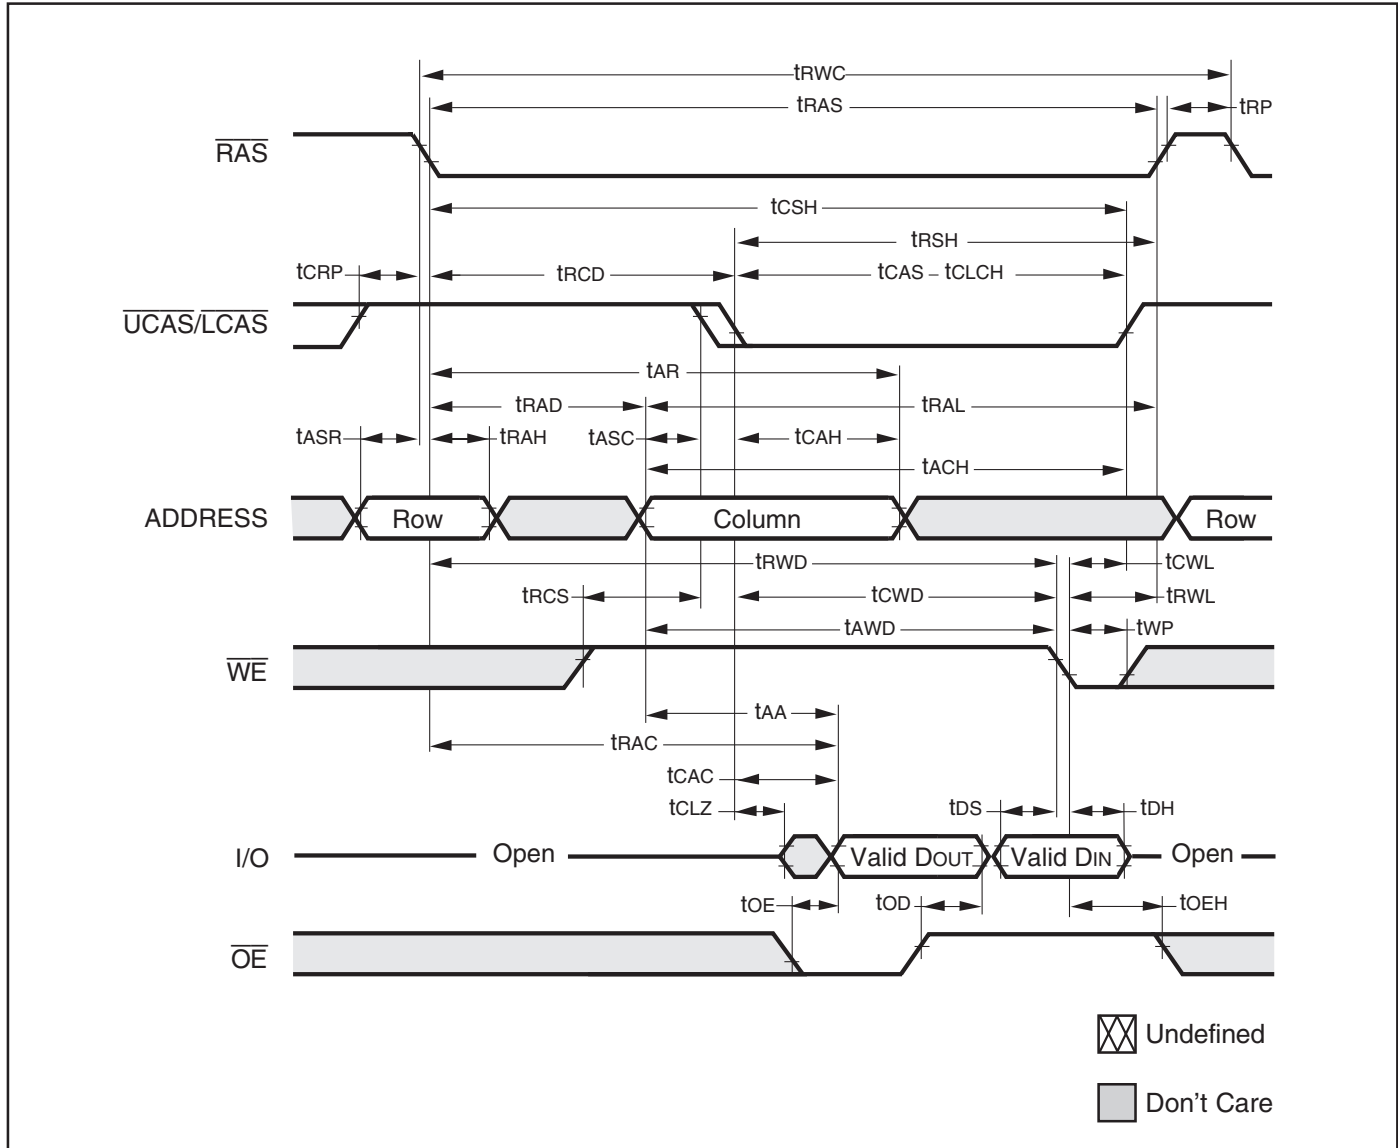 tRWC
tRAS
tRP
RAS
tCSH
tRSH
tCRP
tRCD
tCAS
tCLCH
UCAS/LCAS
tAR
tRAD
tRAL
tASR
tRAH
tASC
tCAH
tACH
ADDRESS
Row
Column
Row
tRWD
tCWL
tRCS
tCWD
tRWL
tAWD
tWP
WE
tAA
tRAC
tCAC
tCLZ
tDS
tDH
I/O
Open
Valid DOUT
Valid DIN
Open
tOE
tOD
tOEH
OE
Undefined
Don't Care